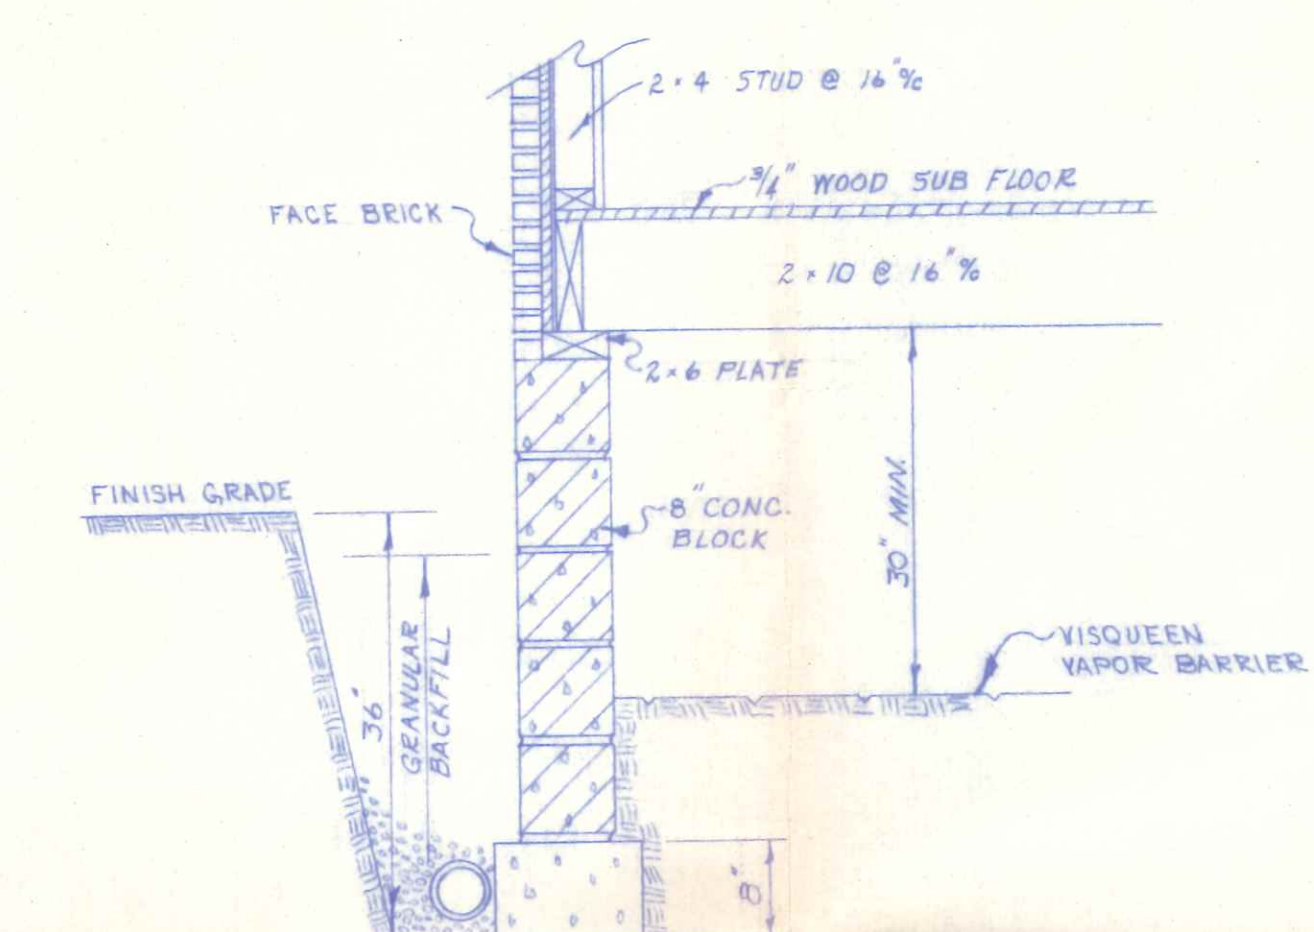 2 × 4 STUD @ 16" o/c
3/4" WOOD SUB FLOOR
FACE BRICK
2 × 10 @ 16" o/c
2×6 PLATE
FINISH GRADE
8" CONC.
BLOCK
30" MIN.
VISQUEEN
VAPOR BARRIER
36"
GRANULAR
BACKFILL
8"